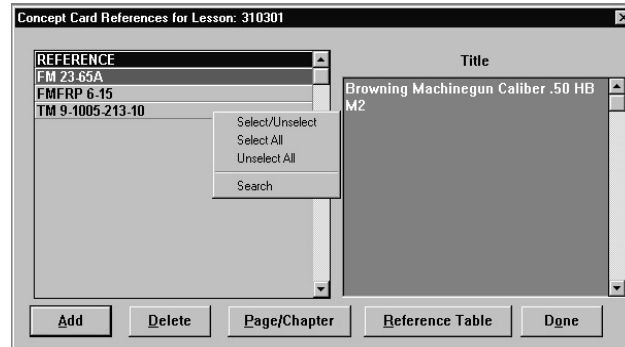 Concept Card References for Lesson: 310301
REFERENCE
FM 23-65A
FMFRP 6-15
TM 9-1005-213-10
Select/Unselect
Select All
Unselect All
Search
Title
Browning Machinegun Caliber .50 HB
M2
Add
Delete
Page/Chapter
Reference Table
Done